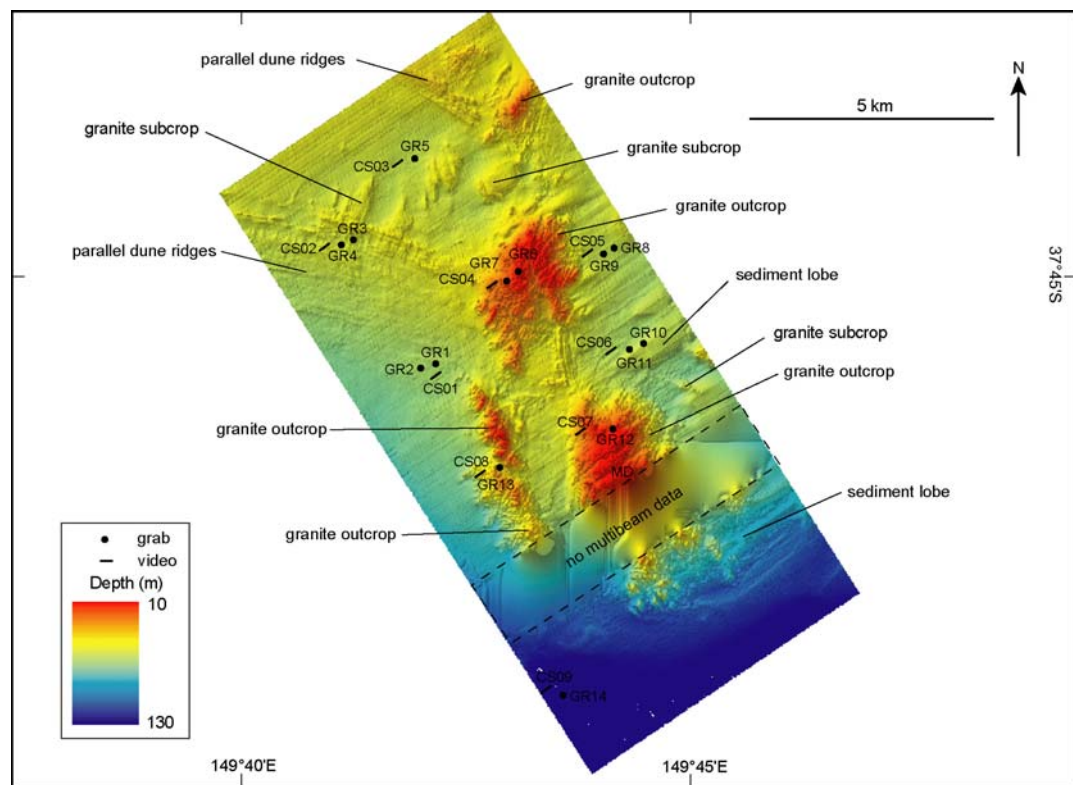 parallel dune ridges
granite outcrop
N
5 km
granite subcrop
GR5
CS03
granite subcrop
granite outcrop
parallel dune ridges
GR3
CS02
GR4
CS05
GR8
GR9
GR7
CS04
37°45'S
sediment lobe
GR10
CS06
GR11
granite subcrop
GR1
GR2
CS01
granite outcrop
granite outcrop
CS07
GR12
CS08
GR13
MD
sediment lobe
granite outcrop
no multibeam data
grab
video
Depth (m)
10
130
CS09
GR14
149°40'E
149°45'E